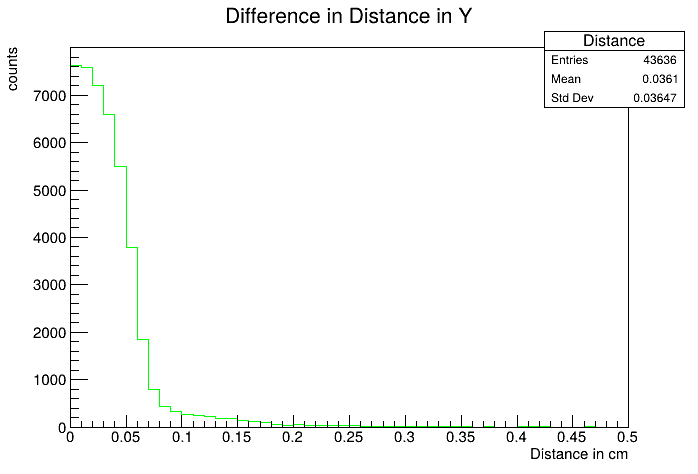 Difference in Distance in Y
counts
Distance
Entries 43636
Mean 0.0361
Std Dev 0.03647
7000
6000
5000
4000
3000
2000
1000
0
0 0.05 0.1 0.15 0.2 0.25 0.3 0.35 0.4 0.45 0.5
Distance in cm